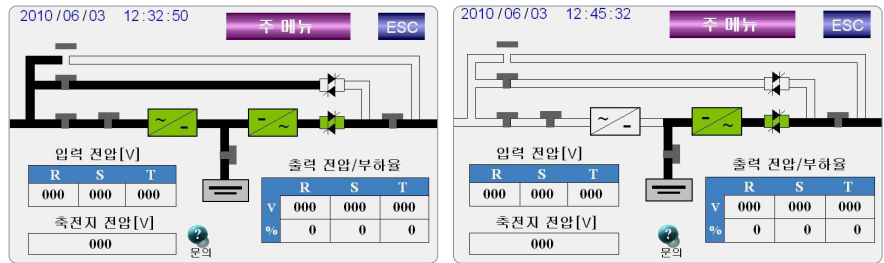 2010/06/03 12:32:50
주 메뉴
ESC
입력 전압[V]
R S T
000 000 000
축전지 전압[V]
000
문의
출력 전압/부하율
R S T
V 000 000 000
% 0 0 0
2010/06/03 12:45:32
주 메뉴
ESC
입력 전압[V]
R S T
000 000 000
축전지 전압[V]
000
문의
출력 전압/부하율
R S T
V 000 000 000
% 0 0 0